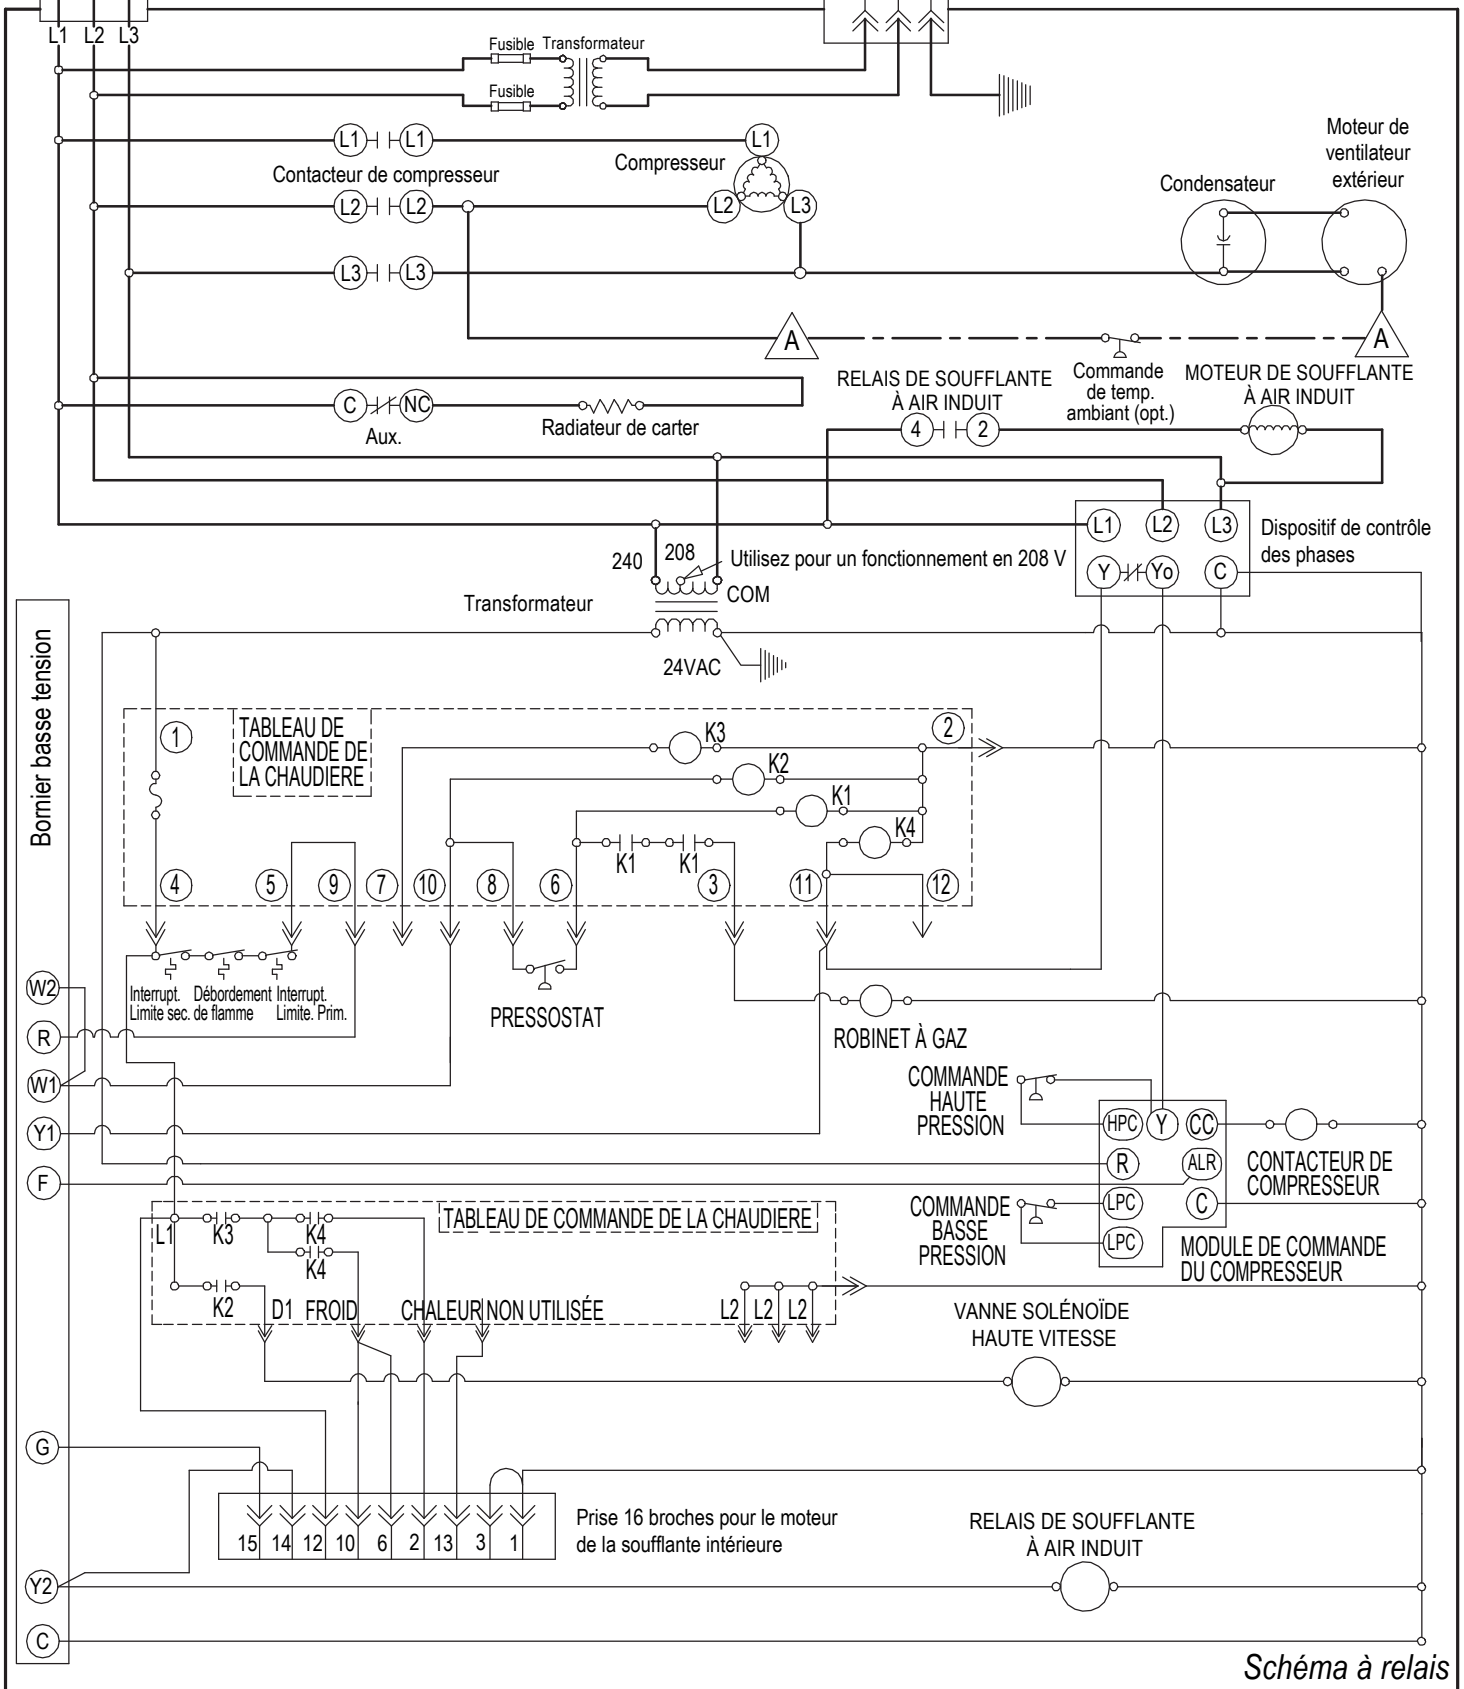 L1 L2 L3
Fusible Transformateur
Fusible
L1 L1
L1
Contacteur de compresseur
Compresseur
L2 L2
L2
L3
L3 L3
Condensateur
Moteur de
ventilateur
extérieur
A
A
Commande
de temp.
ambiant (opt.)
C NC
Aux.
Radiateur de carter
RELAIS DE SOUFFLANTE
À AIR INDUIT
4 2
MOTEUR DE SOUFFLANTE
À AIR INDUIT
L1 L2 L3
Y Yo C
Dispositif de contrôle
des phases
240
208
Utilisez pour un fonctionnement en 208 V
COM
Transformateur
24VAC
Bornier basse tension
1
TABLEAU DE
COMMANDE DE
LA CHAUDIERE
K3
2
K2
K1
K4
K1 K1
4 5 9 7 10 8 6 3 11 12
Interrupt.
Limite sec.
Débordement
de flamme
Interrupt.
Limite. Prim.
PRESSOSTAT
ROBINET À GAZ
W2
R
W1
Y1
F
COMMANDE
HAUTE
PRESSION
HPC Y CC
R ALR
LPC C
LPC
CONTACTEUR DE
COMPRESSEUR
COMMANDE
BASSE
PRESSION
MODULE DE COMMANDE
DU COMPRESSEUR
TABLEAU DE COMMANDE DE LA CHAUDIERE
L1 K3 K4
K4
K2 D1 FROID CHALEUR NON UTILISÉE L2 L2 L2
VANNE SOLÉNOÏDE
HAUTE VITESSE
G
15 14 12 10 6 2 13 3 1
Prise 16 broches pour le moteur
de la soufflante intérieure
RELAIS DE SOUFFLANTE
À AIR INDUIT
Y2
C
Schéma à relais